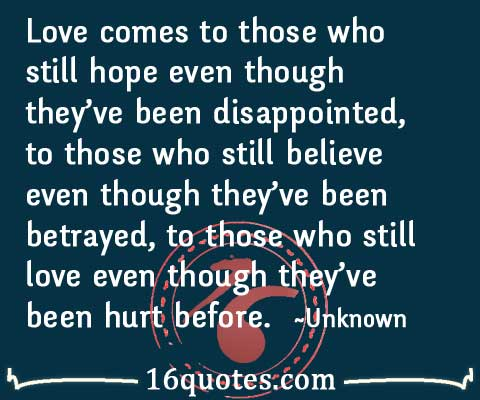 Love comes to those who
still hope even though
they’ve been disappointed,
to those who still believe
even though they’ve been
betrayed, to those who still
love even though they’ve
been hurt before. ~Unknown
16quotes.com